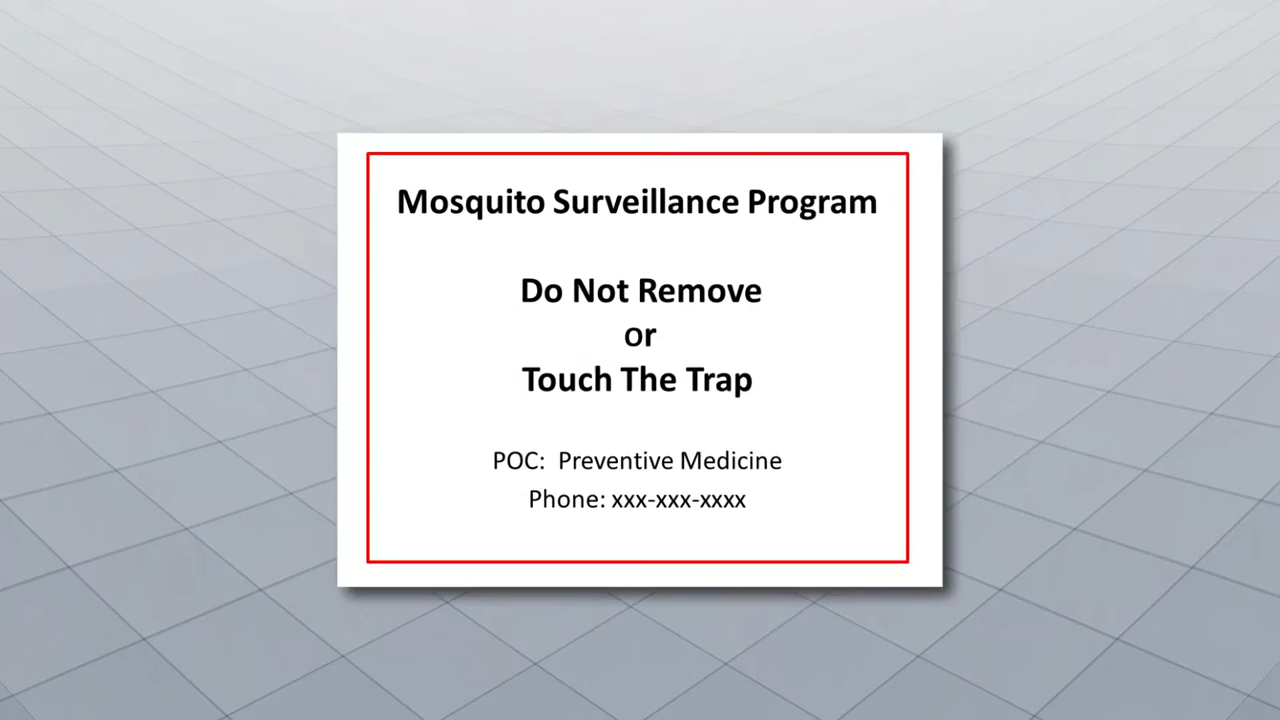 Mosquito Surveillance Program
Do Not Remove
or
Touch The Trap
POC:  Preventive Medicine
Phone: xxx-xxx-xxxx